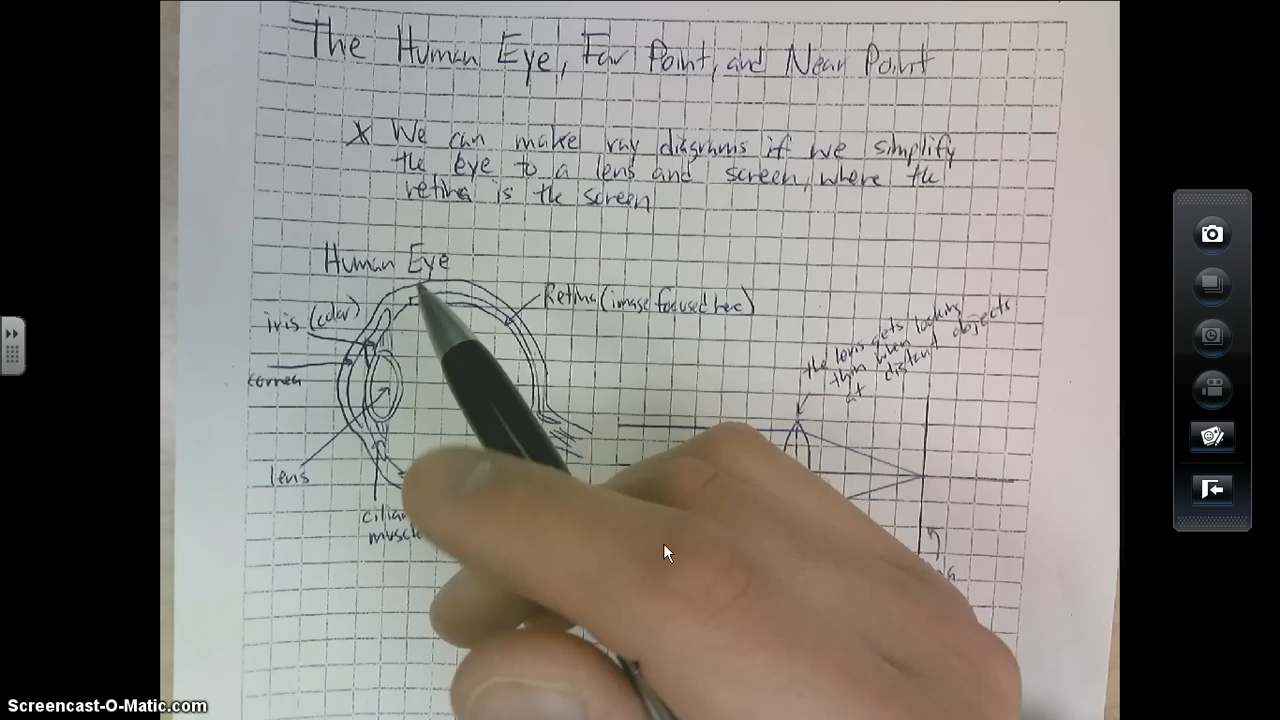 The Human Eye, Far Point, and Near Point
X We can make ray diagrams if we simplify
the eye to a lens and screen, where the
retina is the screen
Human Eye
Retina (image focused here)
iris (color)
cornea
lens
muscle
the lens gets
thin when looking
at distant objects
Screencast-O-Matic.com